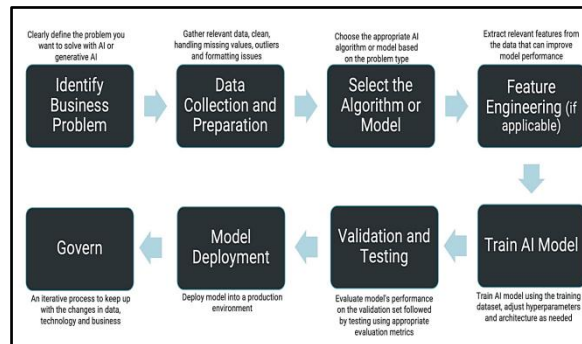 Clearly define the problem you
want to solve with AI or
generative AI
Identify
Business
Problem
Gather relevant data, clean,
handling missing values, outliers
and formatting issues
Data
Collection and
Preparation
Choose the appropriate AI
algorithm or model based
on the problem type
Select the
Algorithm or
Model
Extract relevant features from
the data that can improve
model performance
Feature
Engineering (if
applicable)
Train AI Model
Train AI model using the training
dataset, adjust hyperparameters
and architecture as needed
Validation and
Testing
Evaluate model's performance
on the validation set followed
by testing using appropriate
evaluation metrics
Model
Deployment
Deploy model into a production
environment
Govern
An iterative process to keep up
with the changes in data,
technology and business